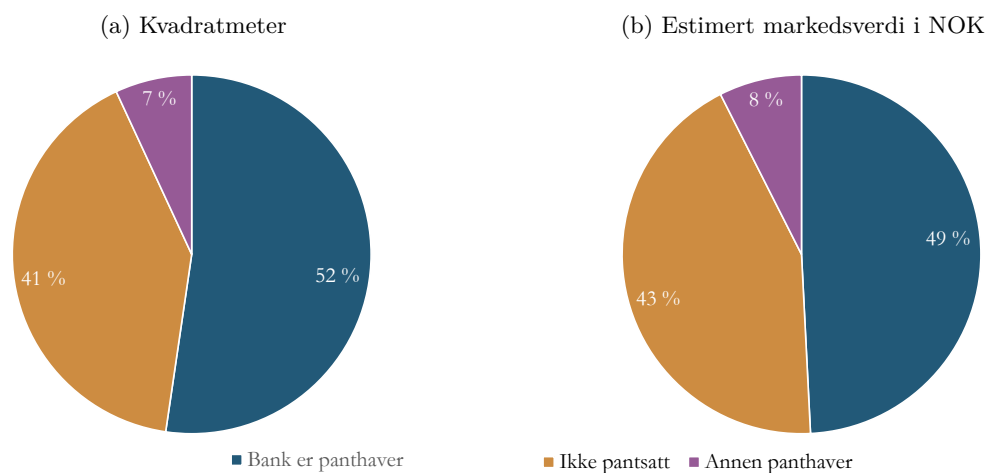 (a) Kvadratmeter
(b) Estimert markedsverdi i NOK
7 %
41 %
52 %
8 %
43 %
49 %
Bank er panthaver
Ikke pantsatt
Annen panthaver